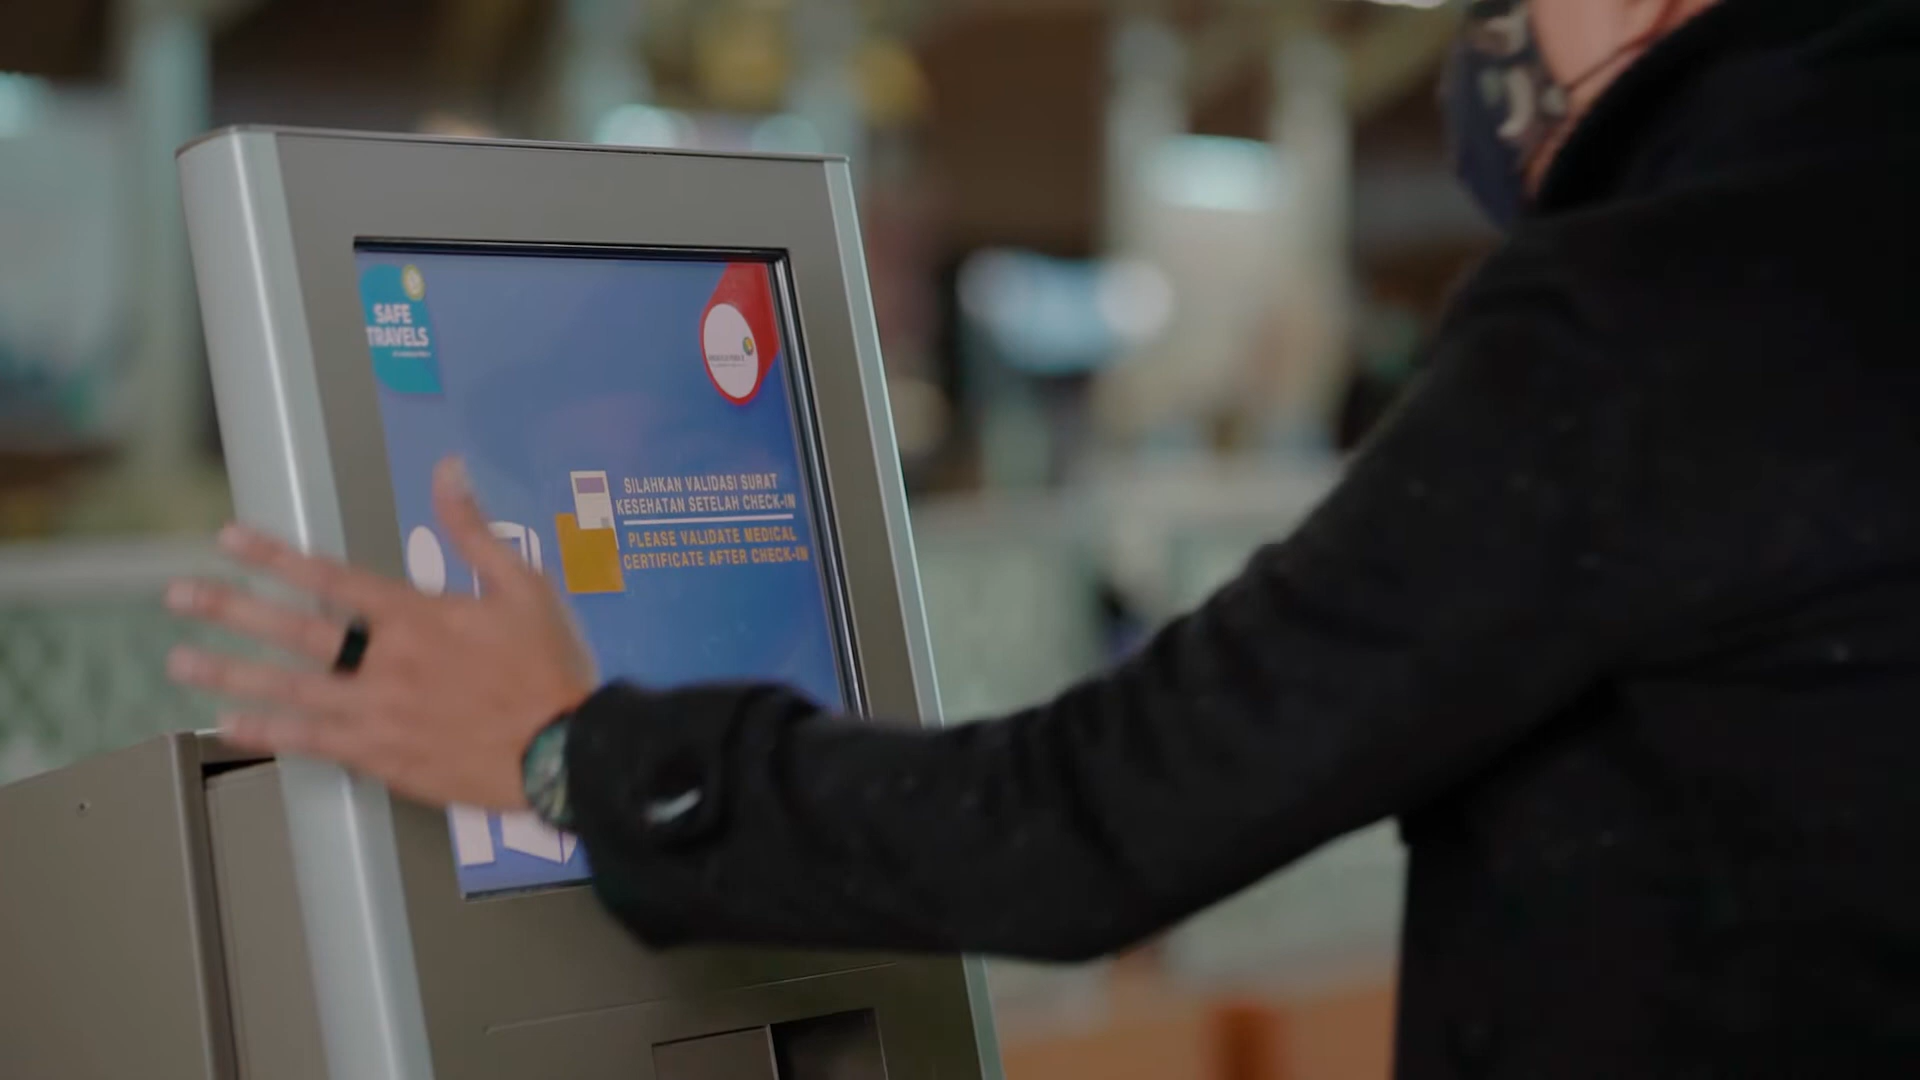 SAFE
TRAVELS
SILAHKAN VALIDASI SURAT
KESEHATAN SETELAH CHECK-IN
PLEASE VALIDATE MEDICAL
CERTIFICATE AFTER CHECK-IN